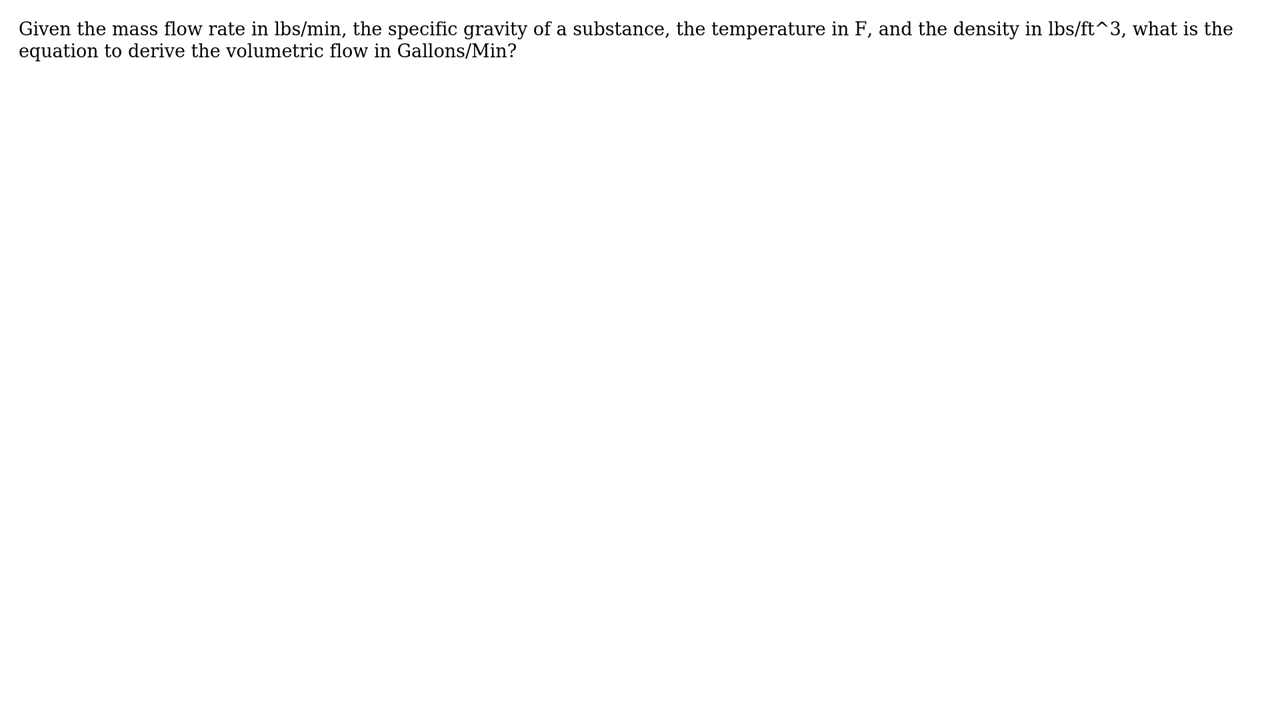 Given the mass flow rate in lbs/min, the specific gravity of a substance, the temperature in F, and the density in lbs/ft^3, what is the
equation to derive the volumetric flow in Gallons/Min?